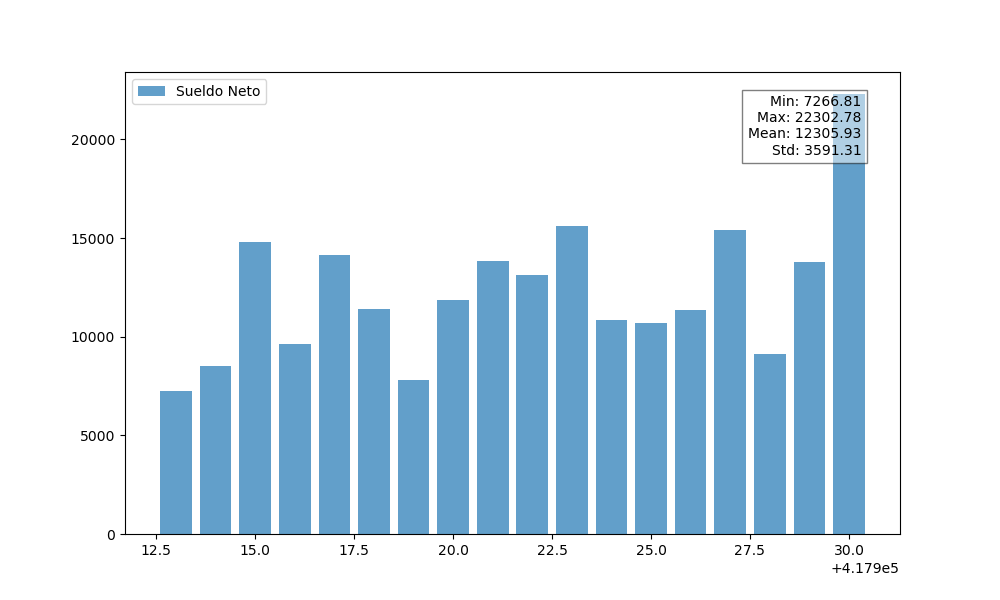 Sueldo Neto
Min: 7266.81
Max: 22302.78
Mean: 12305.93
Std: 3591.31
20000
15000
10000
5000
0
12.5 15.0 17.5 20.0 22.5 25.0 27.5 30.0
+4.179e5